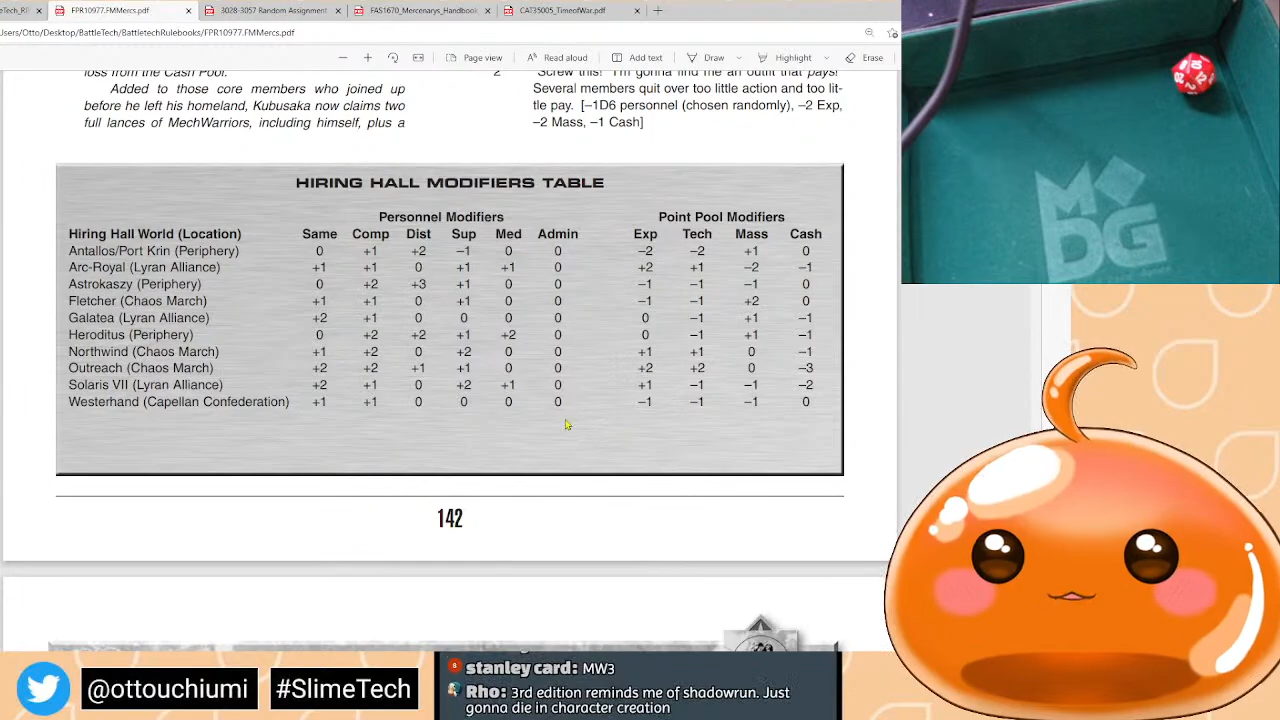 FPR10977.FMMercs.pdf
3028-3057 Random Assignment
FAS1670_Mercenarys_Handbook
CAT35005_TimeofWar.pdf
Users/Otto/Desktop/BattleTech/BattletechRulebooks/FPR10977.FMMercs.pdf
Page view
Read aloud
Add text
Draw
Highlight
Erase
loss from the Cash Pool.
Added to those core members who joined up
before he left his homeland, Kubusaka now claims two
full lances of MechWarriors, including himself, plus a
2 "Screw this! I'm gonna find me an outfit that pays!"
Several members quit over too little action and too lit-
tle pay. [–1D6 personnel (chosen randomly), –2 Exp,
–2 Mass, –1 Cash]
HIRING HALL MODIFIERS TABLE
Personnel Modifiers Point Pool Modifiers
Hiring Hall World (Location) Same Comp Dist Sup Med Admin Exp Tech Mass Cash
Antallos/Port Krin (Periphery) 0 +1 +2 –1 0 0 –2 –2 +1 0
Arc-Royal (Lyran Alliance) +1 +1 0 +1 +1 0 +2 +1 –2 –1
Astrokaszy (Periphery) 0 +2 +3 +1 0 0 –1 –1 –1 0
Fletcher (Chaos March) +1 +1 0 +1 0 0 –1 –1 +2 0
Galatea (Lyran Alliance) +2 +1 0 0 0 0 0 –1 +1 –1
Heroditus (Periphery) 0 +2 +2 +1 +2 0 0 –1 +1 –1
Northwind (Chaos March) +1 +2 0 +2 0 0 +1 +1 0 –1
Outreach (Chaos March) +2 +2 +1 +1 0 0 +2 +2 0 –3
Solaris VII (Lyran Alliance) +2 +1 0 +2 +1 0 +1 –1 –1 –2
Westerhand (Capellan Confederation) +1 +1 0 0 0 0 –1 –1 –1 0
142
MDG
@ottouchiumi
#SlimeTech
stanley card: MW3
Rho: 3rd edition reminds me of shadowrun. Just
gonna die in character creation